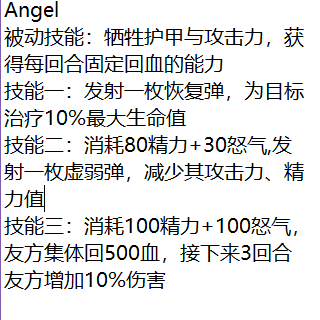 Angel
被动技能：牺牲护甲与攻击力，获
得每回合固定回血的能力
技能一：发射一枚恢复弹，为目标
治疗10%最大生命值
技能二：消耗80精力+30怒气,发
射一枚虚弱弹，减少其攻击力、精
力值
技能三：消耗100精力+100怒气，
友方集体回500血，接下来3回合
友方增加10%伤害